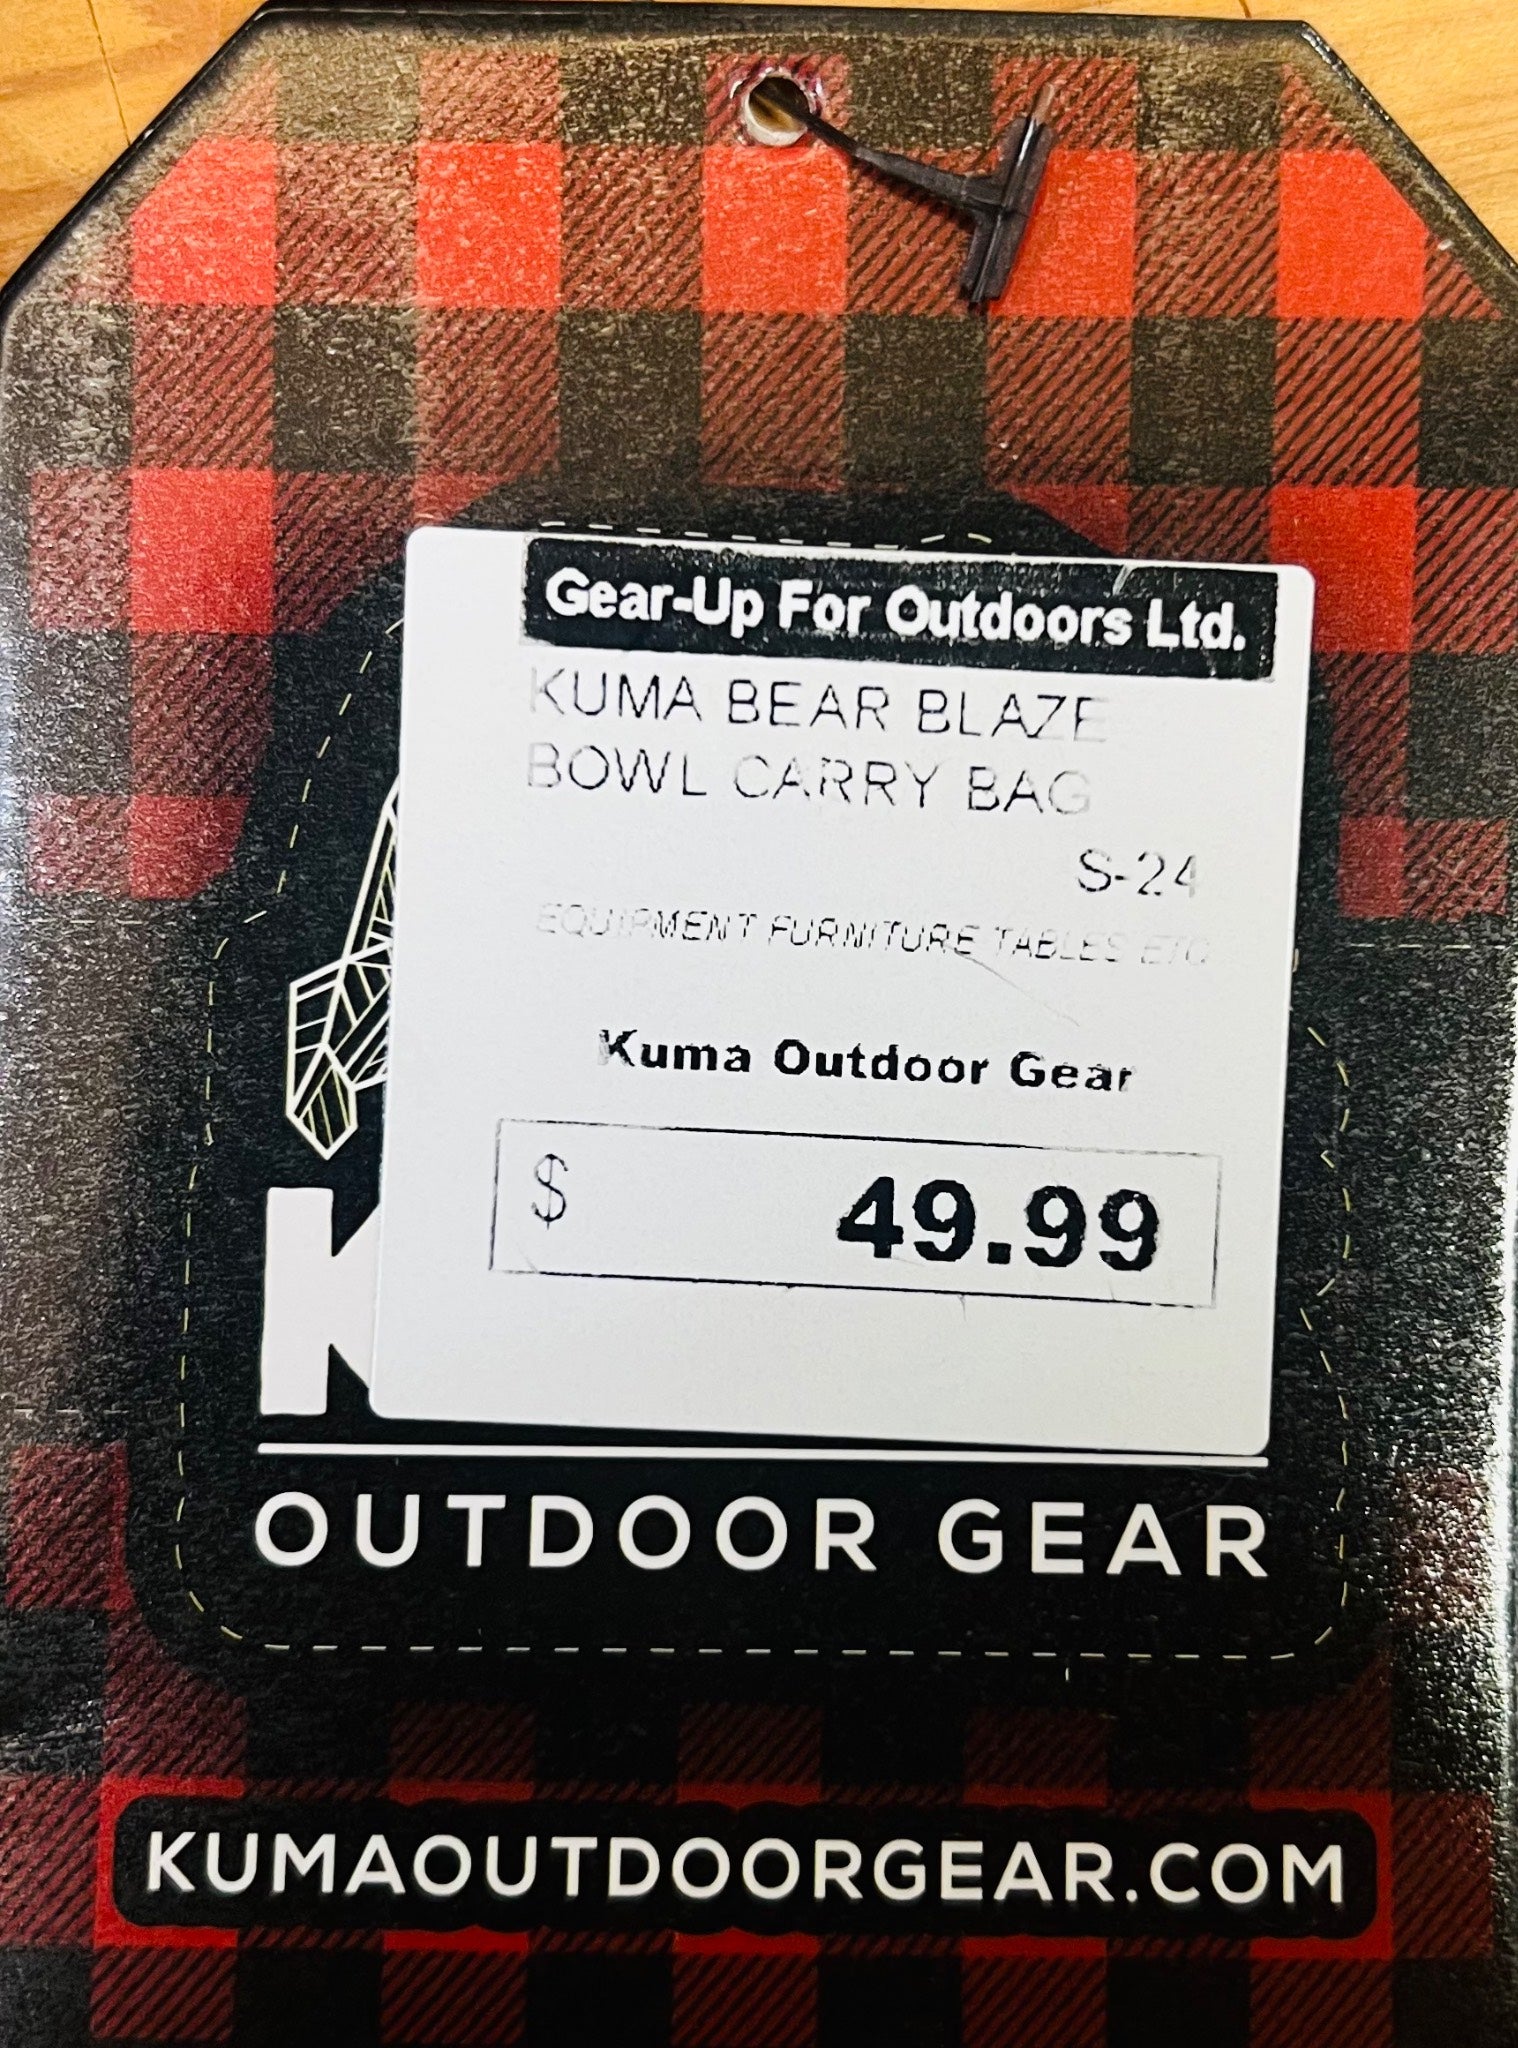 Gear-Up For Outdoors Ltd.
KUMA BEAR BLAZE
BOWL CARRY BAG
S-24
EQUIPMENT FURNITURE TABLES ETC
Kuma Outdoor Gear
$ 49.99
K
OUTDOOR GEAR
KUMAOUTDOORGEAR.COM